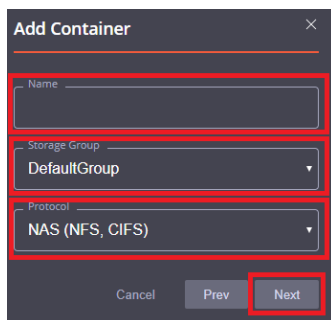 Add Container
Name
Storage Group
DefaultGroup
Protocol
NAS (NFS, CIFS)
Cancel Prev Next